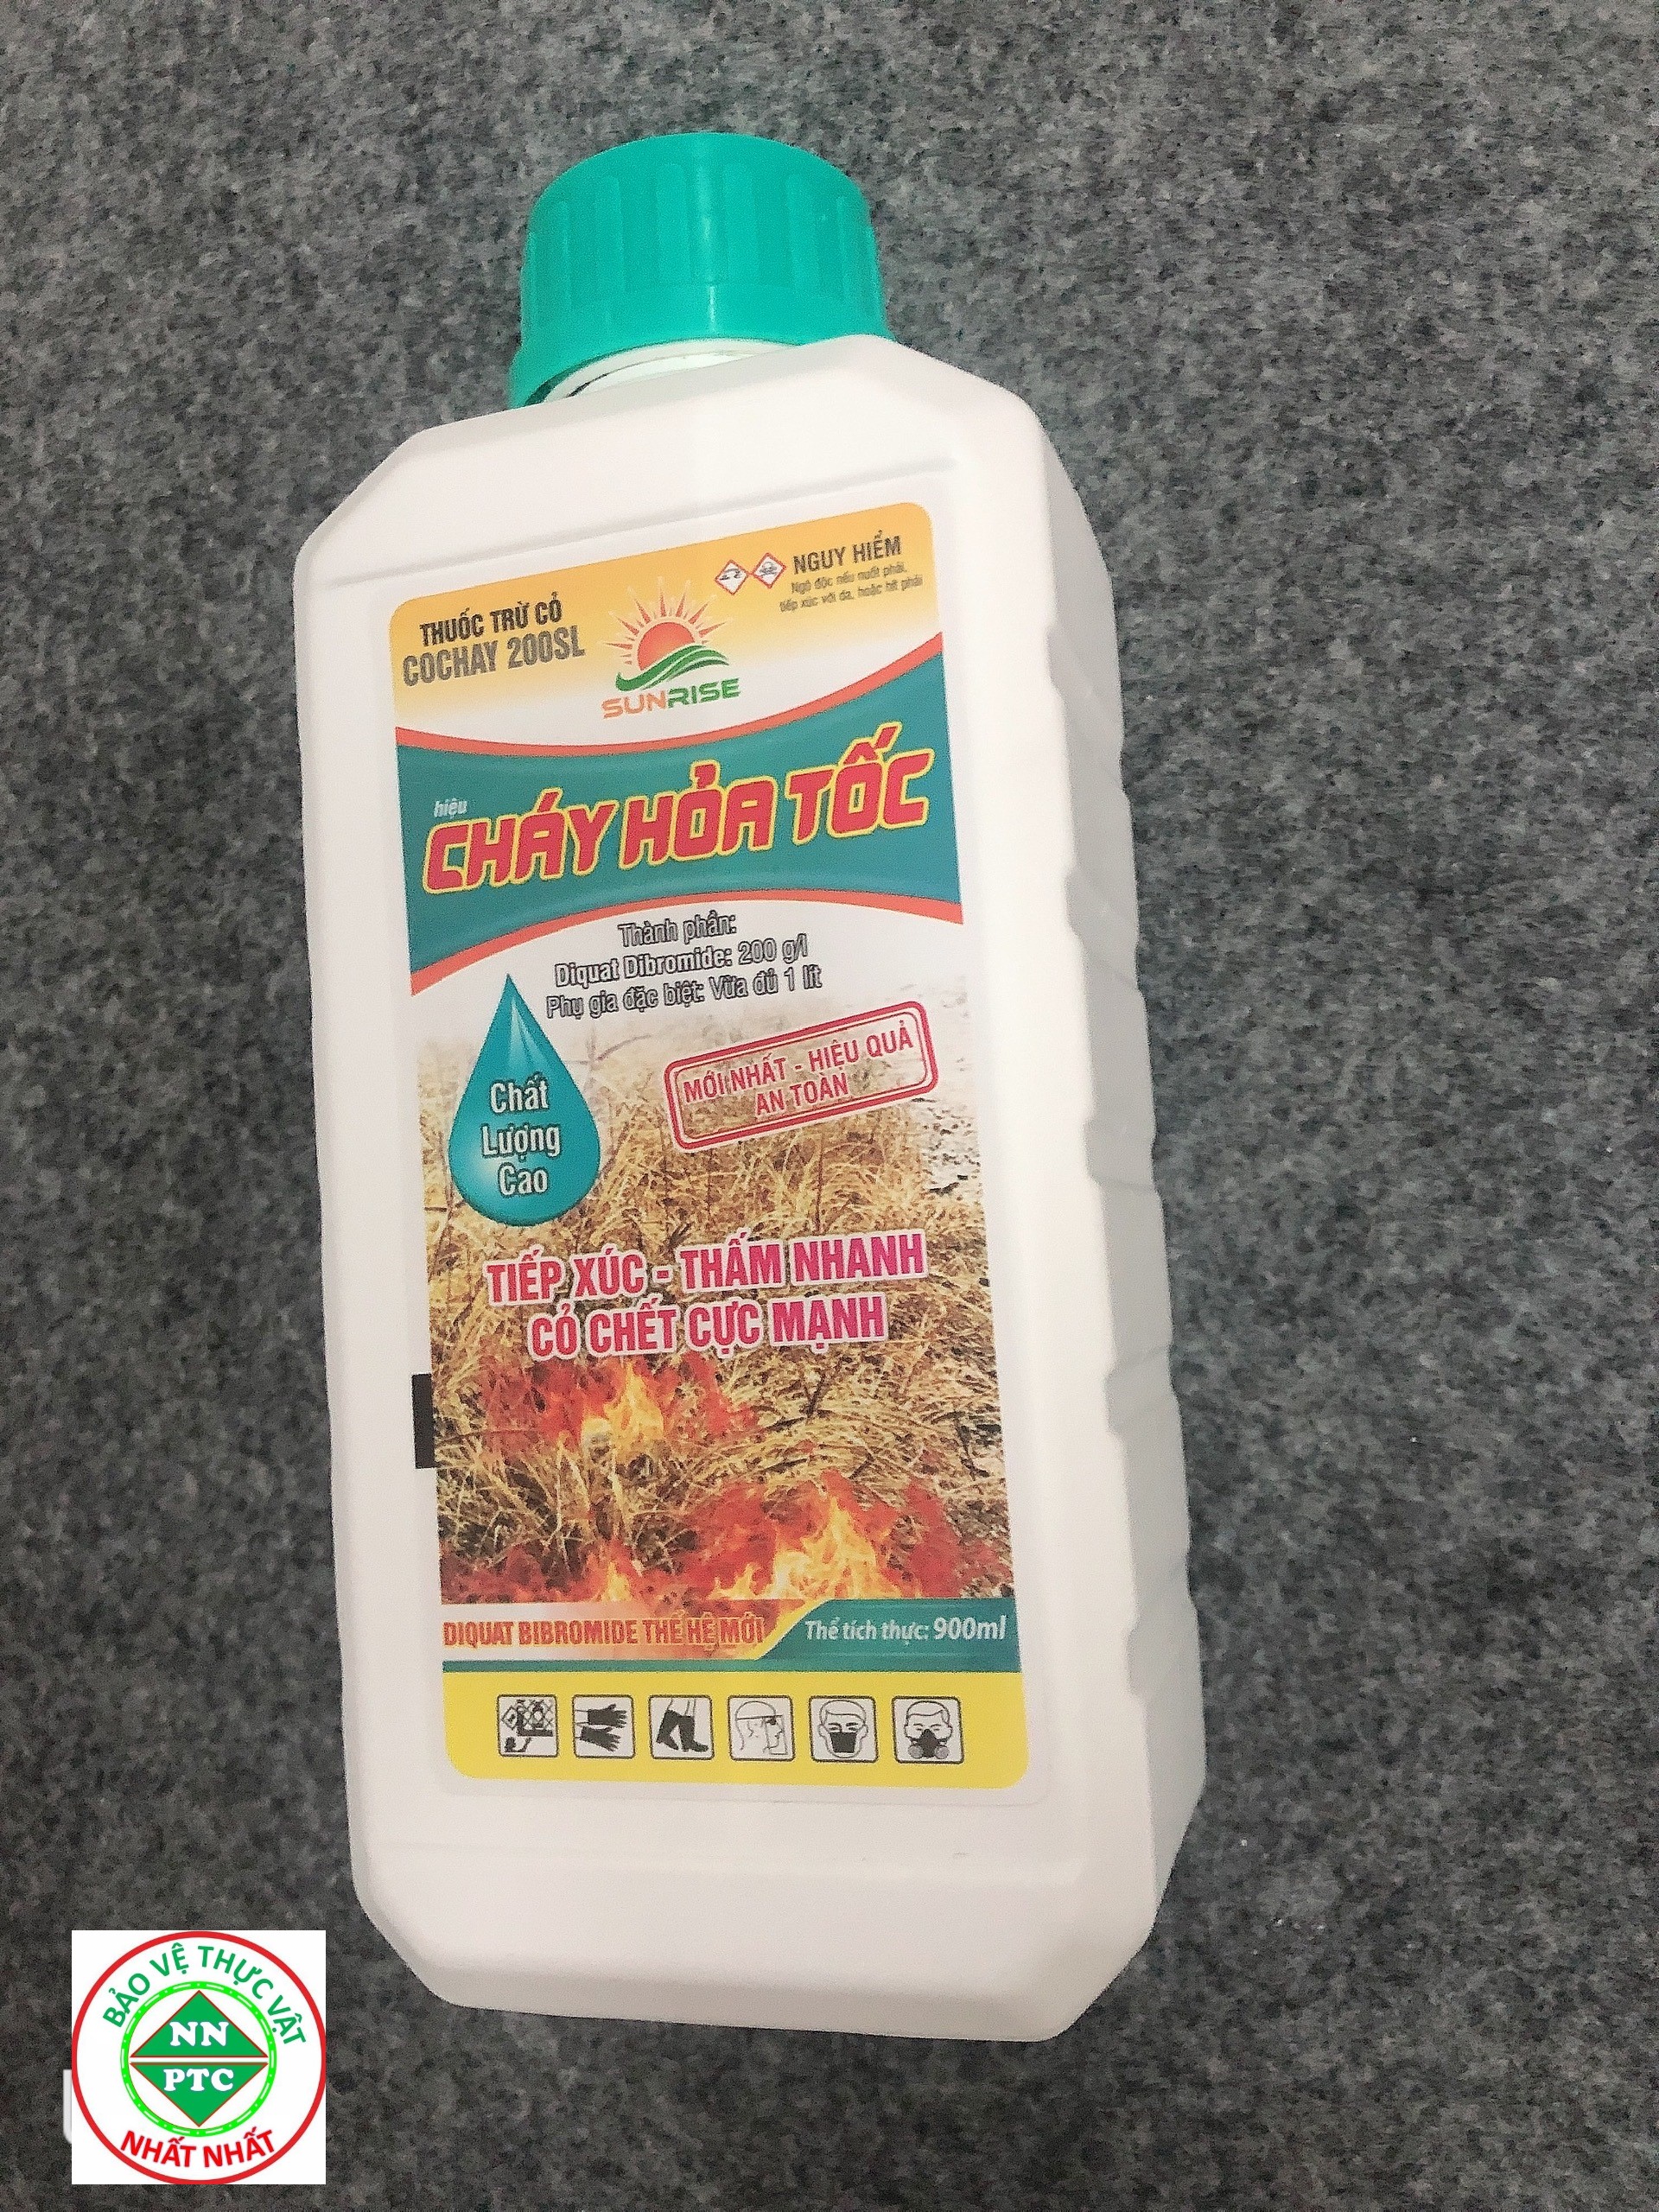 THUỐC TRỪ CỎ
COCHAY 200SL
SUNRISE
NGUY HIỂM
Ngộ độc nếu nuốt phải,
tiếp xúc với da, hoặc hít phải
hiệu
CHÁY HỎA TỐC
Thành phần:
Diquat Dibromide: 200 g/l
Phụ gia đặc biệt: Vừa đủ 1 lít
Chất
Lượng
Cao
MỚI NHẤT - HIỆU QUẢ
AN TOÀN
TIẾP XÚC - THẤM NHANH
CỎ CHẾT CỰC MẠNH
DIQUAT BIBROMIDE THẾ HỆ MỚI
Thể tích thực: 900ml
BẢO VỆ THỰC VẬT
NN
PTC
NHẤT NHẤT